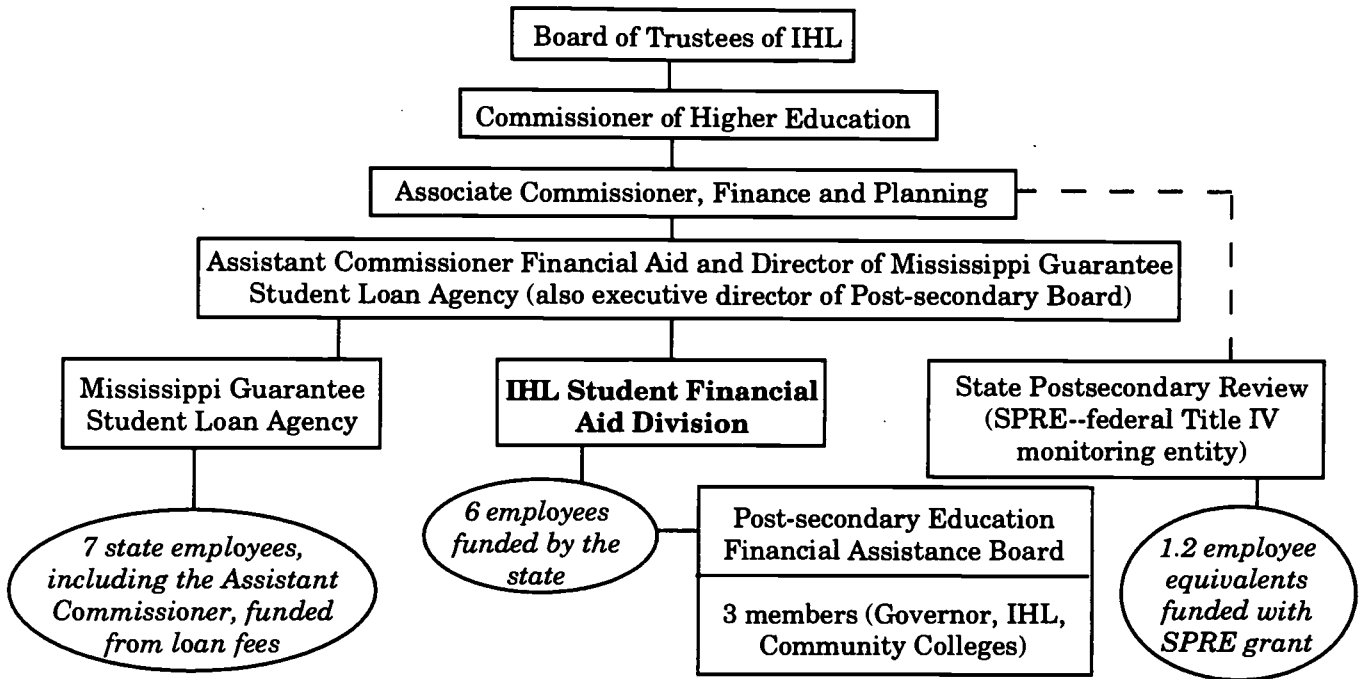 Board of Trustees of IHL
Commissioner of Higher Education
Associate Commissioner, Finance and Planning
Assistant Commissioner Financial Aid and Director of Mississippi Guarantee
Student Loan Agency (also executive director of Post-secondary Board)
Mississippi Guarantee
Student Loan Agency
IHL Student Financial
Aid Division
State Postsecondary Review
(SPRE--federal Title IV
monitoring entity)
7 state employees,
including the Assistant
Commissioner, funded
from loan fees
6 employees
funded by the
state
Post-secondary Education
Financial Assistance Board
3 members (Governor, IHL,
Community Colleges)
1.2 employee
equivalents
funded with
SPRE grant